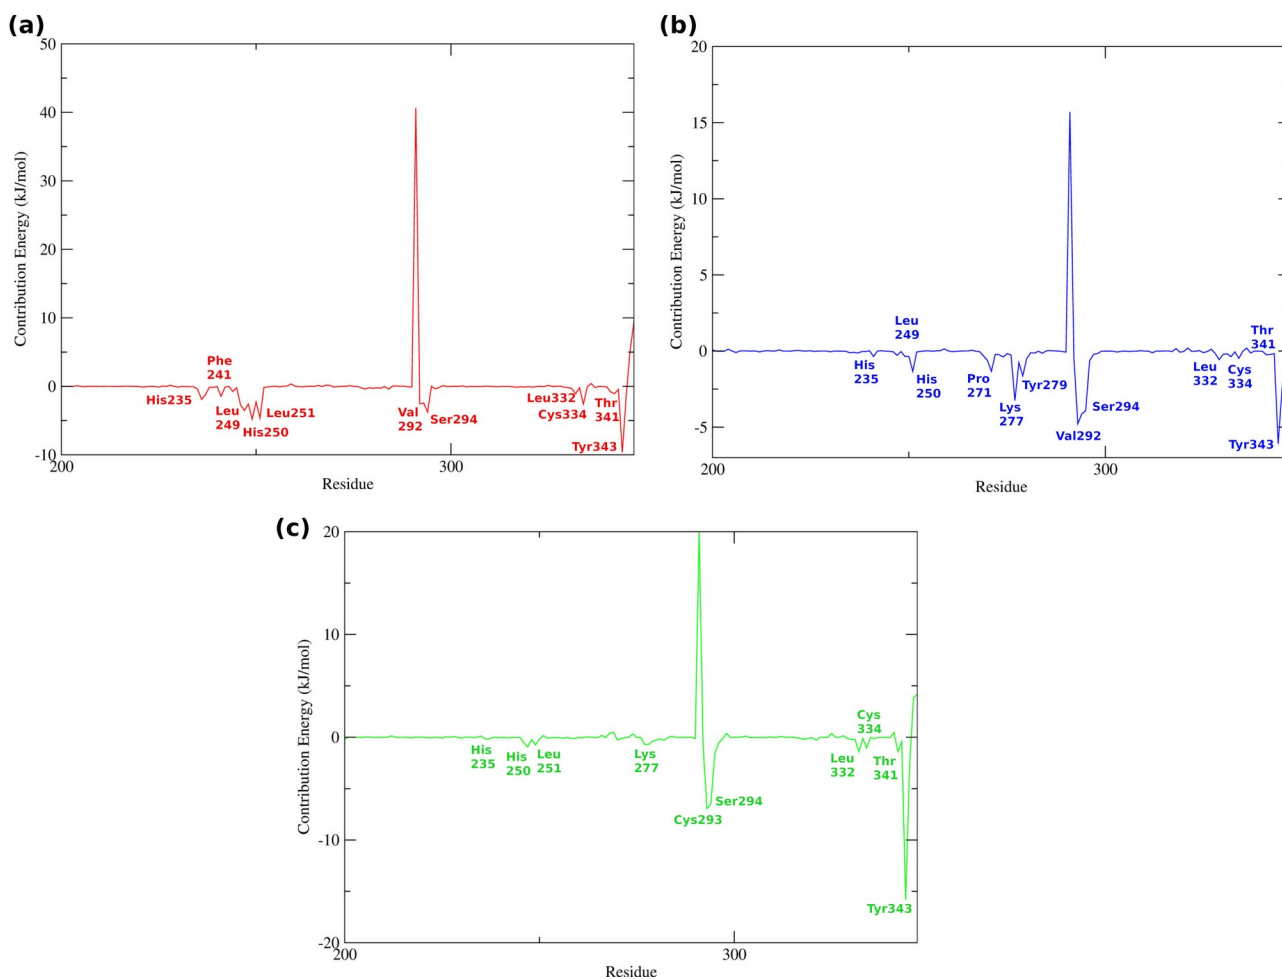 (a)
50
40
30
20
10
0
-10
Contribution Energy (kJ/mol)
His235
Phe
241
Leu
249
His250
Leu251
Val
292
Ser294
Leu332
Cys334
Thr
341
Tyr343
200
300
Residue
(b)
20
15
10
5
0
-5
Contribution Energy (kJ/mol)
His
235
Leu
249
His
250
Pro
271
Lys
277
Tyr279
Val292
Ser294
Leu
332
Cys
334
Thr
341
Tyr343
200
300
Residue
(c)
20
10
0
-10
-20
Contribution Energy (kJ/mol)
His
235
His
250
Leu
251
Lys
277
Cys293
Ser294
Leu
332
Cys
334
Thr
341
Tyr343
200
300
Residue